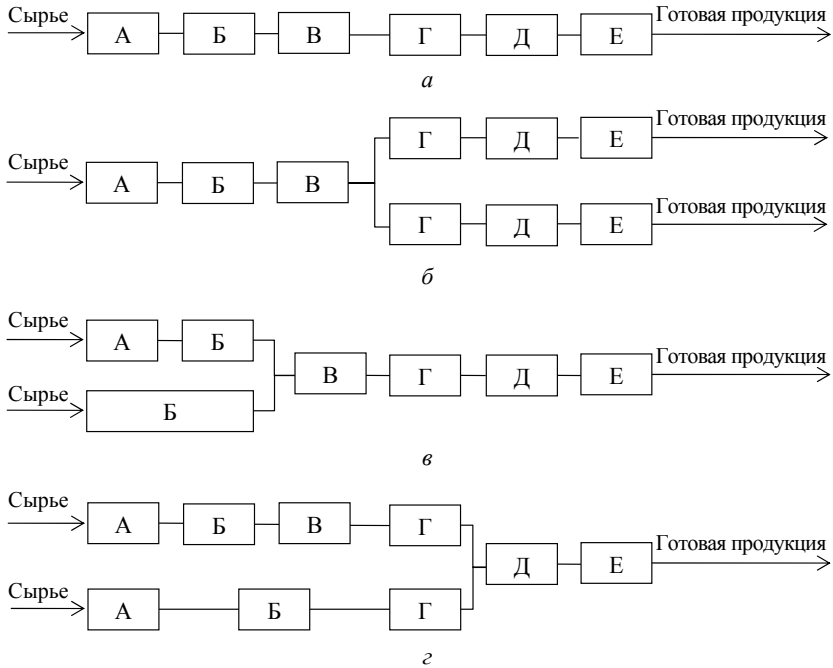 Сырье
А Б В Г Д Е
Готовая продукция
а
Сырье
А Б В
Г Д Е
Готовая продукция
Г Д Е
Готовая продукция
б
Сырье
А Б
Сырье
Б
В Г Д Е
Готовая продукция
в
Сырье
А Б В Г
Сырье
А Б Г
Д Е
Готовая продукция
г